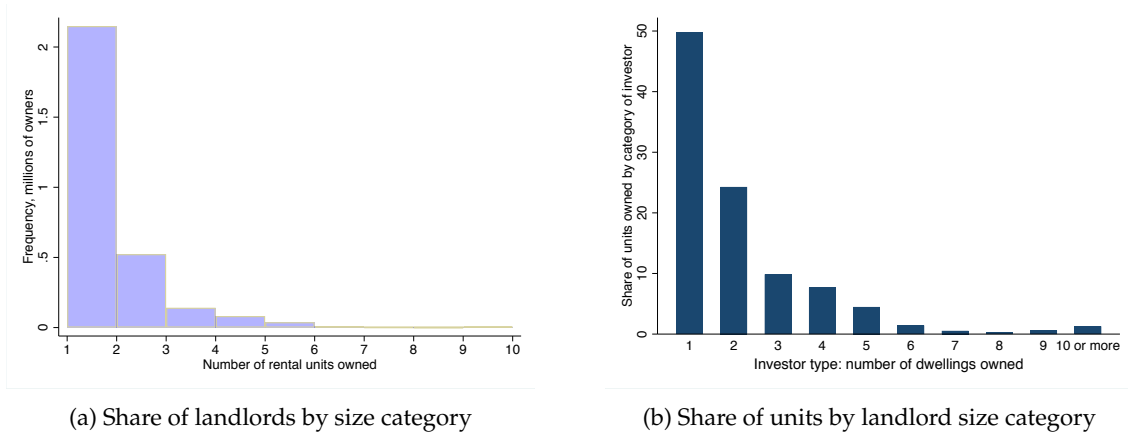 Frequency, millions of owners
2
1.5
1
.5
0
1 2 3 4 5 6 7 8 9 10
Number of rental units owned
(a) Share of landlords by size category
Share of units owned by category of investor
50
40
30
20
10
0
1 2 3 4 5 6 7 8 9 10 or more
Investor type: number of dwellings owned
(b) Share of units by landlord size category